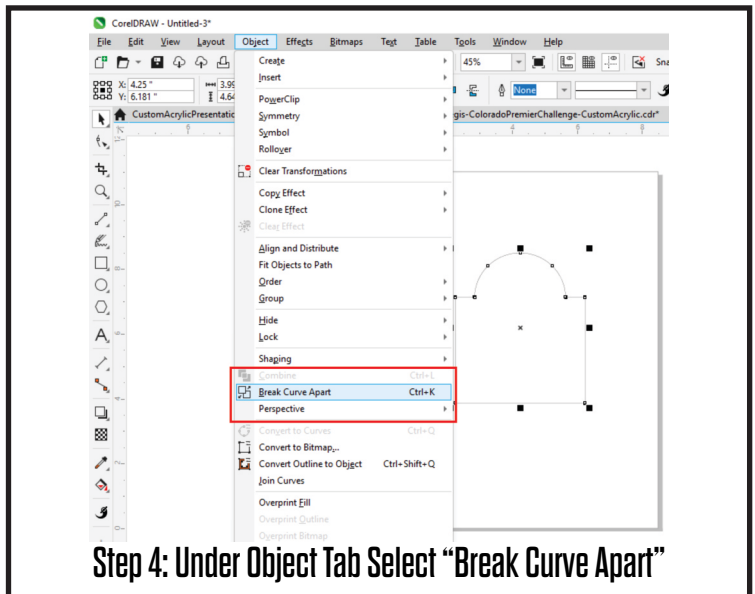 CorelDRAW - Untitled-3*
File Edit View Layout Object Effects Bitmaps Text Table Tools Window Help
45%
X: 4.25 "
Y: 6.181 "
None
CustomAcrylicPresentatio
gis-ColoradoPremierChallenge-CustomAcrylic.cdr*
Create
Insert
PowerClip
Symmetry
Symbol
Rollover
Clear Transformations
Copy Effect
Clone Effect
Clear Effect
Align and Distribute
Fit Objects to Path
Order
Group
Hide
Lock
Shaping
Combine Ctrl+L
Break Curve Apart Ctrl+K
Perspective
Convert to Curves Ctrl+Q
Convert to Bitmap...
Convert Outline to Object Ctrl+Shift+Q
Join Curves
Overprint Fill
Overprint Outline
Overprint Bitmap
Step 4: Under Object Tab Select “Break Curve Apart”